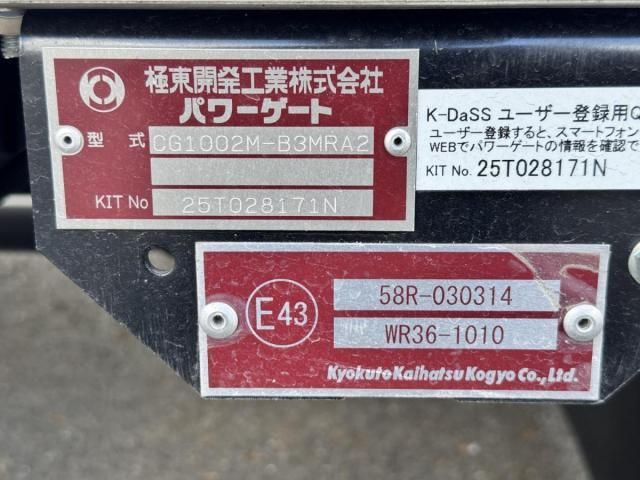 極東開発工業株式会社
パワーゲート
型 式 CG1002M-B3MRA2
KIT No 25T028171N
K-DaSS ユーザー登録用Q
ユーザー登録すると、スマートフォン
WEBでパワーゲートの情報を確認で
KIT No. 25T028171N
E43
58R-030314
WR36-1010
Kyokuto Kaihatsu Kogyo Co., Ltd.